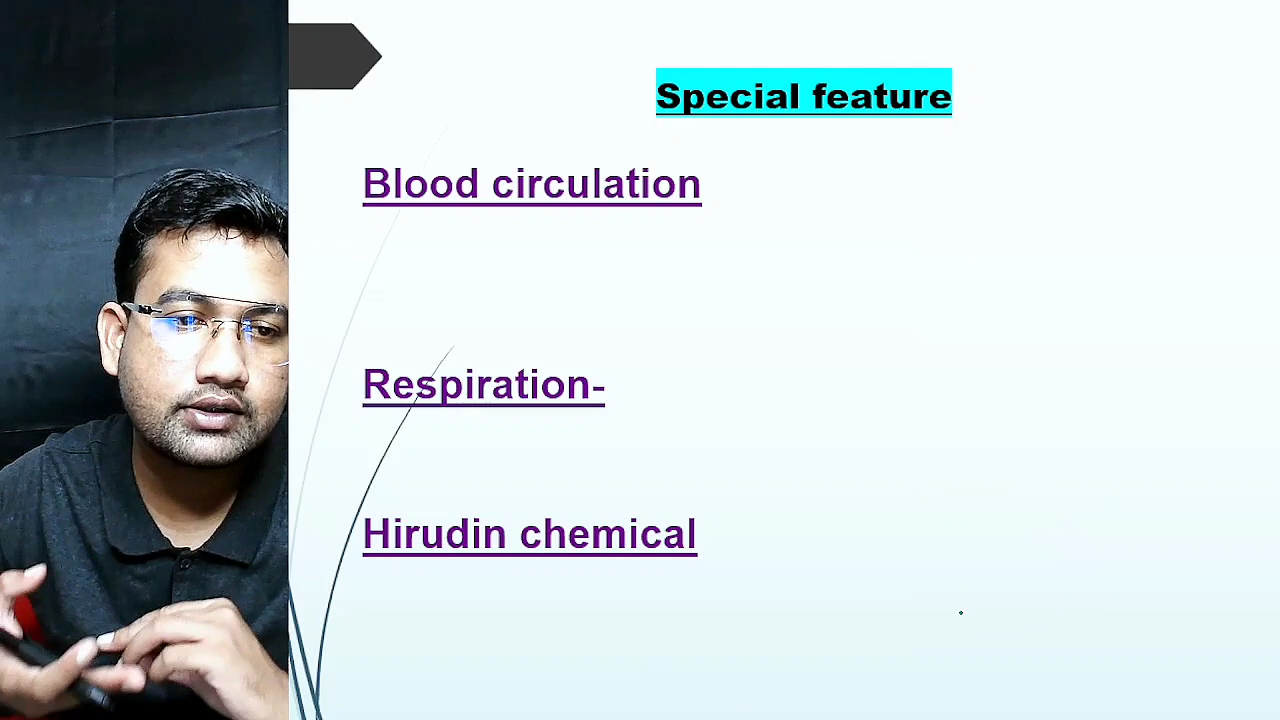 Special feature
Blood circulation
Respiration-
Hirudin chemical